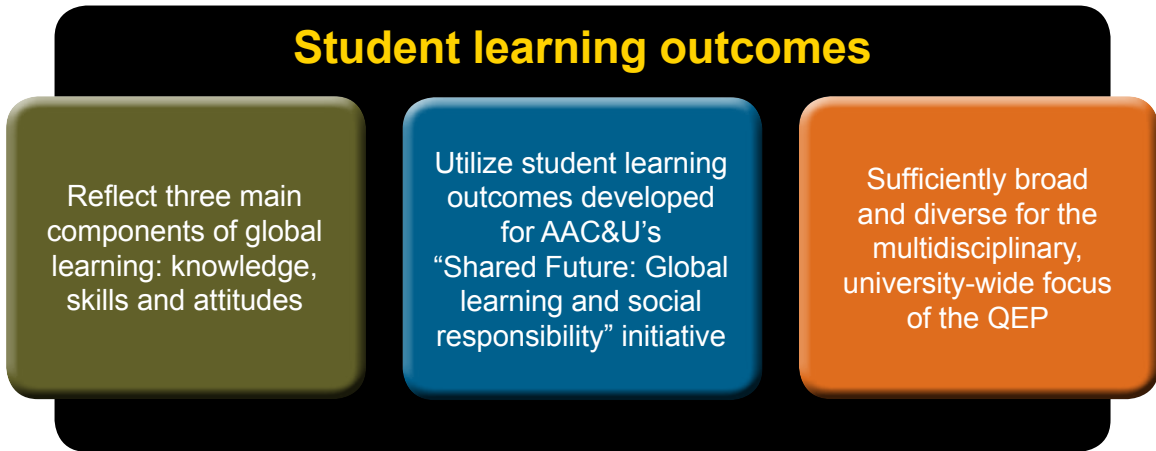 Student learning outcomes
Reflect three main
components of global
learning: knowledge,
skills and attitudes
Utilize student learning
outcomes developed
for AAC&U’s
“Shared Future: Global
learning and social
responsibility” initiative
Sufficiently broad
and diverse for the
multidisciplinary,
university-wide focus
of the QEP